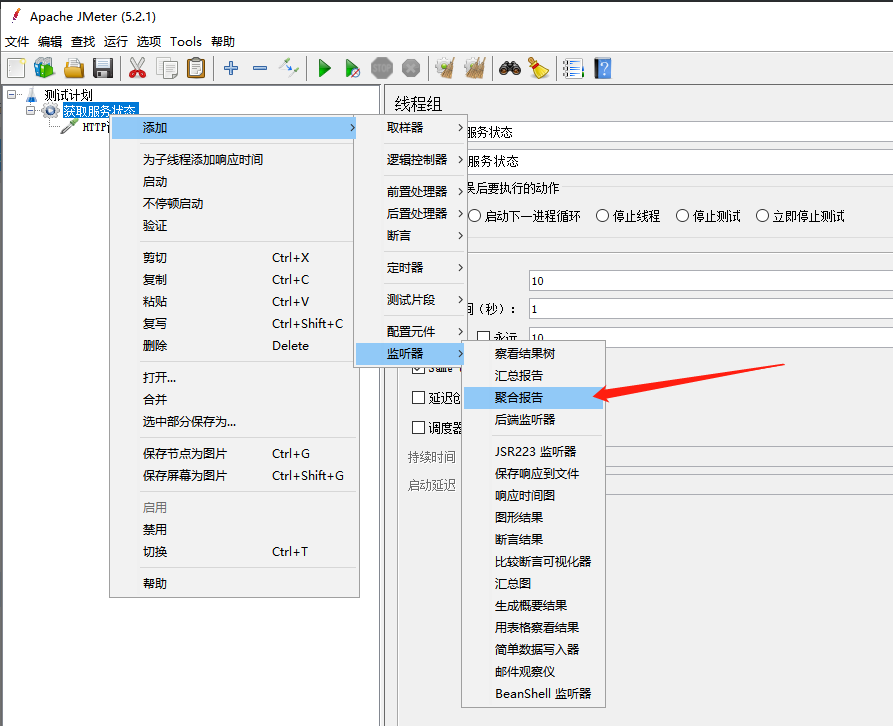 Apache JMeter (5.2.1)
文件 编辑 查找 运行 选项 Tools 帮助
测试计划
获取服务状态
HTTP
添加
为子线程添加响应时间
启动
不停顿启动
验证
剪切 Ctrl+X
复制 Ctrl+C
粘贴 Ctrl+V
复写 Ctrl+Shift+C
删除 Delete
打开...
合并
选中部分保存为...
保存节点为图片 Ctrl+G
保存屏幕为图片 Ctrl+Shift+G
启用
禁用
切换 Ctrl+T
帮助
取样器
逻辑控制器
前置处理器
后置处理器
断言
定时器
测试片段
配置元件
监听器
察看结果树
汇总报告
聚合报告
后端监听器
JSR223 监听器
保存响应到文件
响应时间图
图形结果
断言结果
比较断言可视化器
汇总图
生成概要结果
用表格察看结果
简单数据写入器
邮件观察仪
BeanShell 监听器
线程组
服务状态
服务状态
后要执行的动作
启动下一进程循环 停止线程 停止测试 立即停止测试
10
（秒）： 1
永远 10
延迟
调度器
持续时间
启动延迟